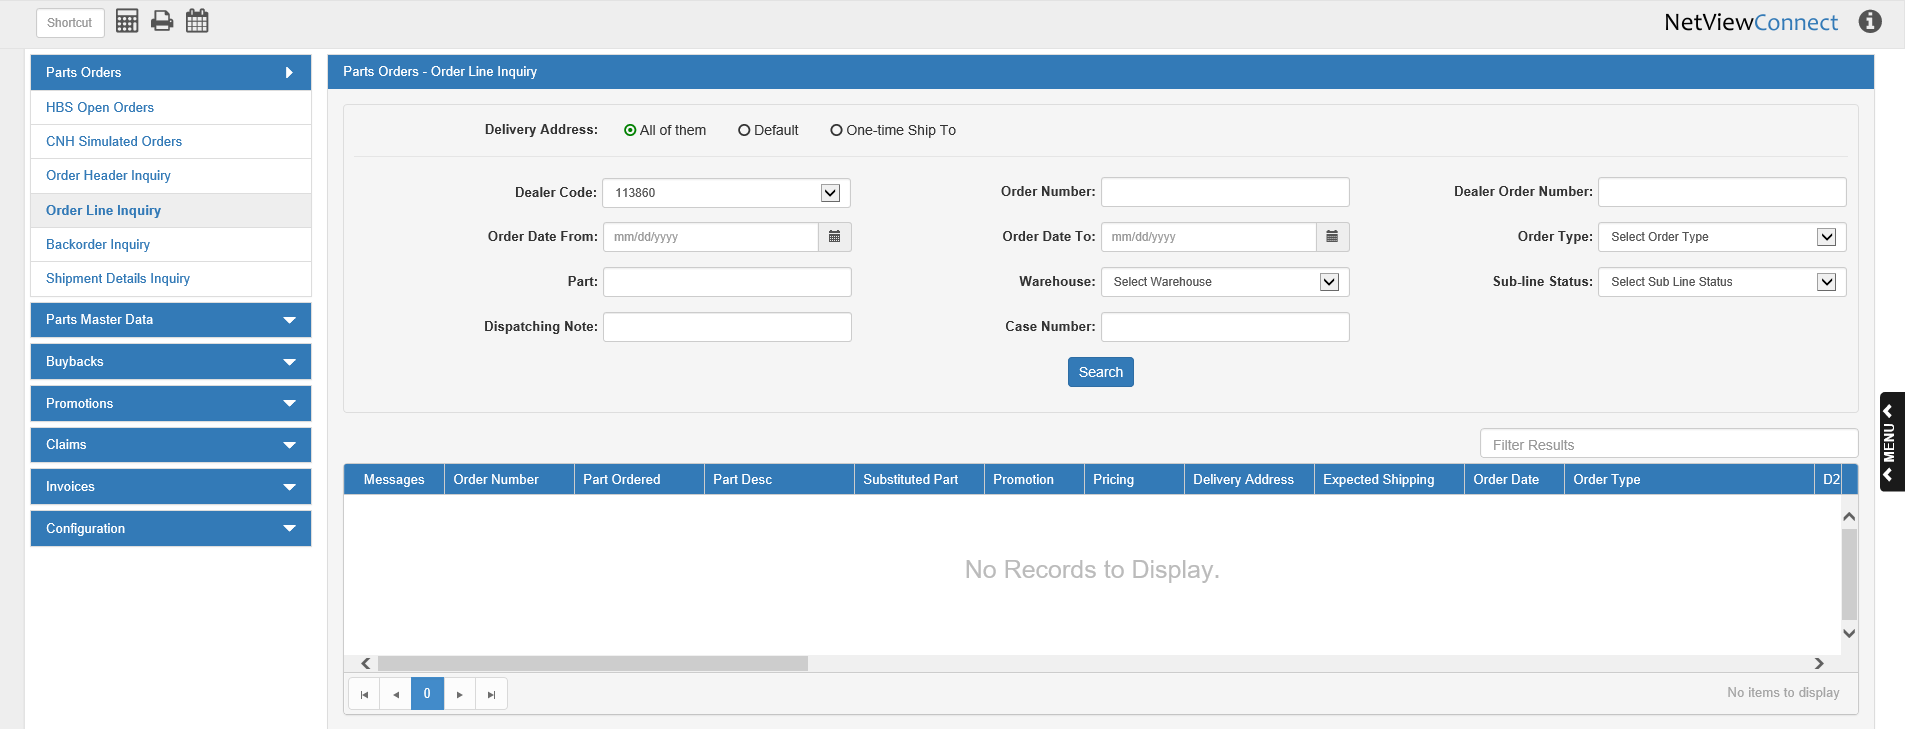 Shortcut
NetViewConnect
Parts Orders
HBS Open Orders
CNH Simulated Orders
Order Header Inquiry
Order Line Inquiry
Backorder Inquiry
Shipment Details Inquiry
Parts Master Data
Buybacks
Promotions
Claims
Invoices
Configuration
Parts Orders - Order Line Inquiry
Delivery Address: All of them Default One-time Ship To
Dealer Code: 113860 Order Number: Dealer Order Number:
Order Date From: mm/dd/yyyy Order Date To: mm/dd/yyyy Order Type: Select Order Type
Part: Warehouse: Select Warehouse Sub-line Status: Select Sub Line Status
Dispatching Note: Case Number:
Search
MENU
Filter Results
Messages Order Number Part Ordered Part Desc Substituted Part Promotion Pricing Delivery Address Expected Shipping Order Date Order Type D2
No Records to Display.
0 No items to display